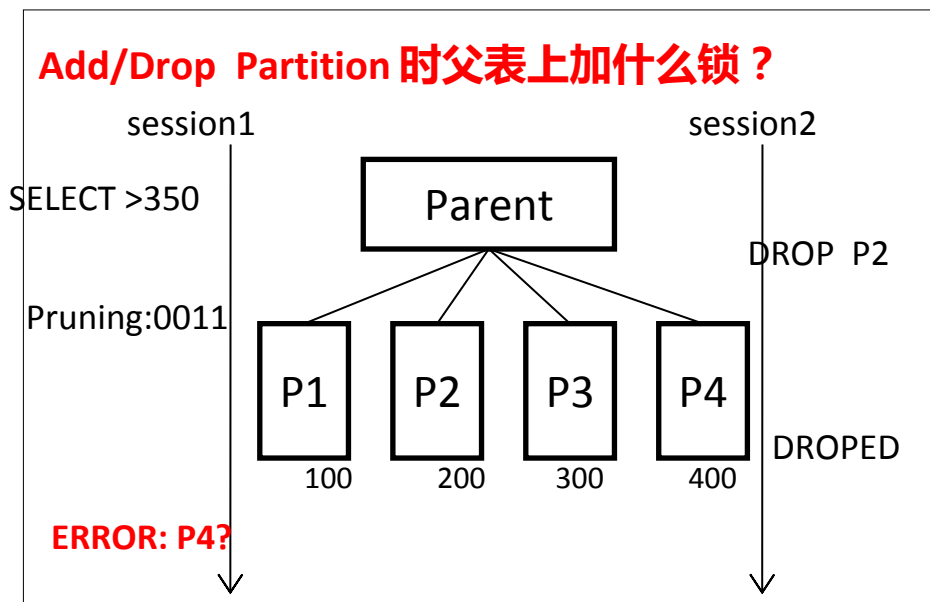 Add/Drop Partition 时父表上加什么锁？
session1
session2
SELECT >350
Parent
DROP P2
Pruning:0011
P1
P2
P3
P4
DROPED
100
200
300
400
ERROR: P4?